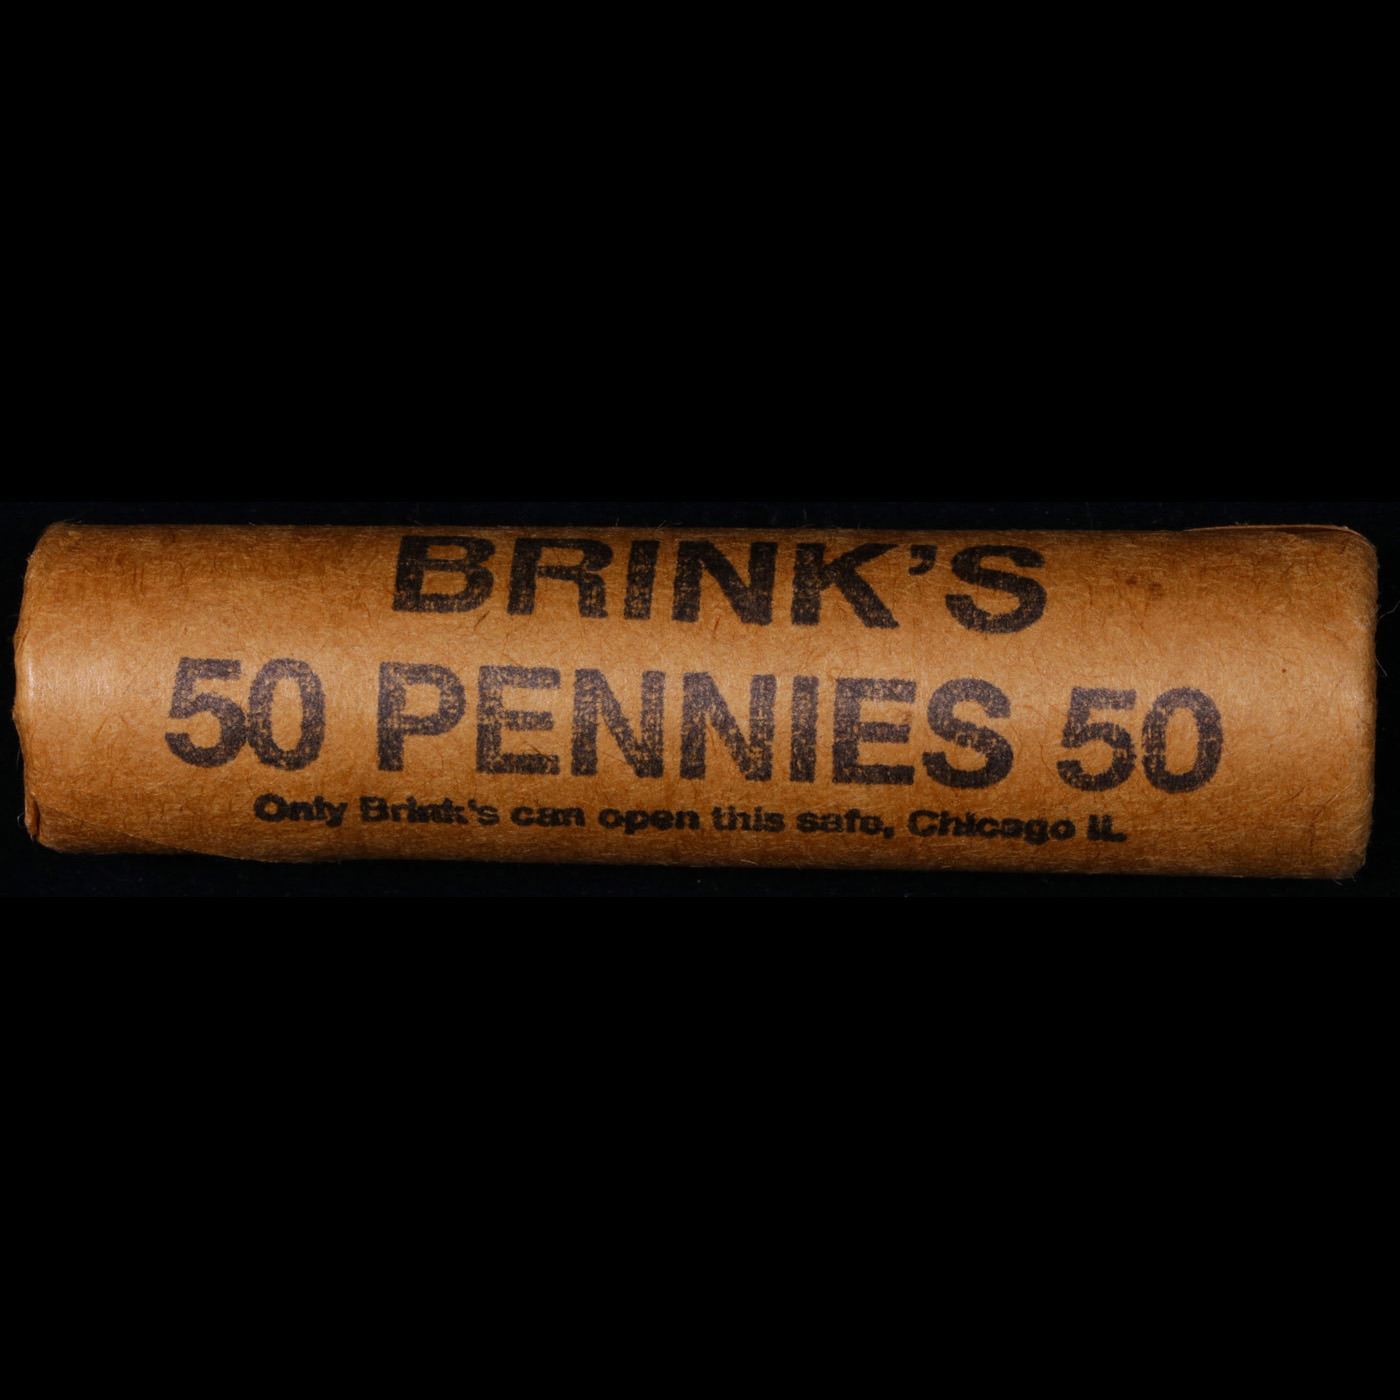 BRINK'S
50 PENNIES 50
Only Brink's can open this safe, Chicago IL